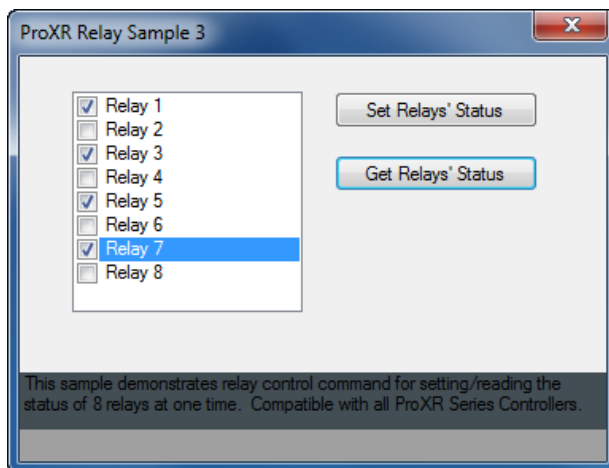 ProXR Relay Sample 3
Relay 1
Relay 2
Relay 3
Relay 4
Relay 5
Relay 6
Relay 7
Relay 8
Set Relays' Status
Get Relays' Status
This sample demonstrates relay control command for setting/reading the
status of 8 relays at one time.  Compatible with all ProXR Series Controllers.